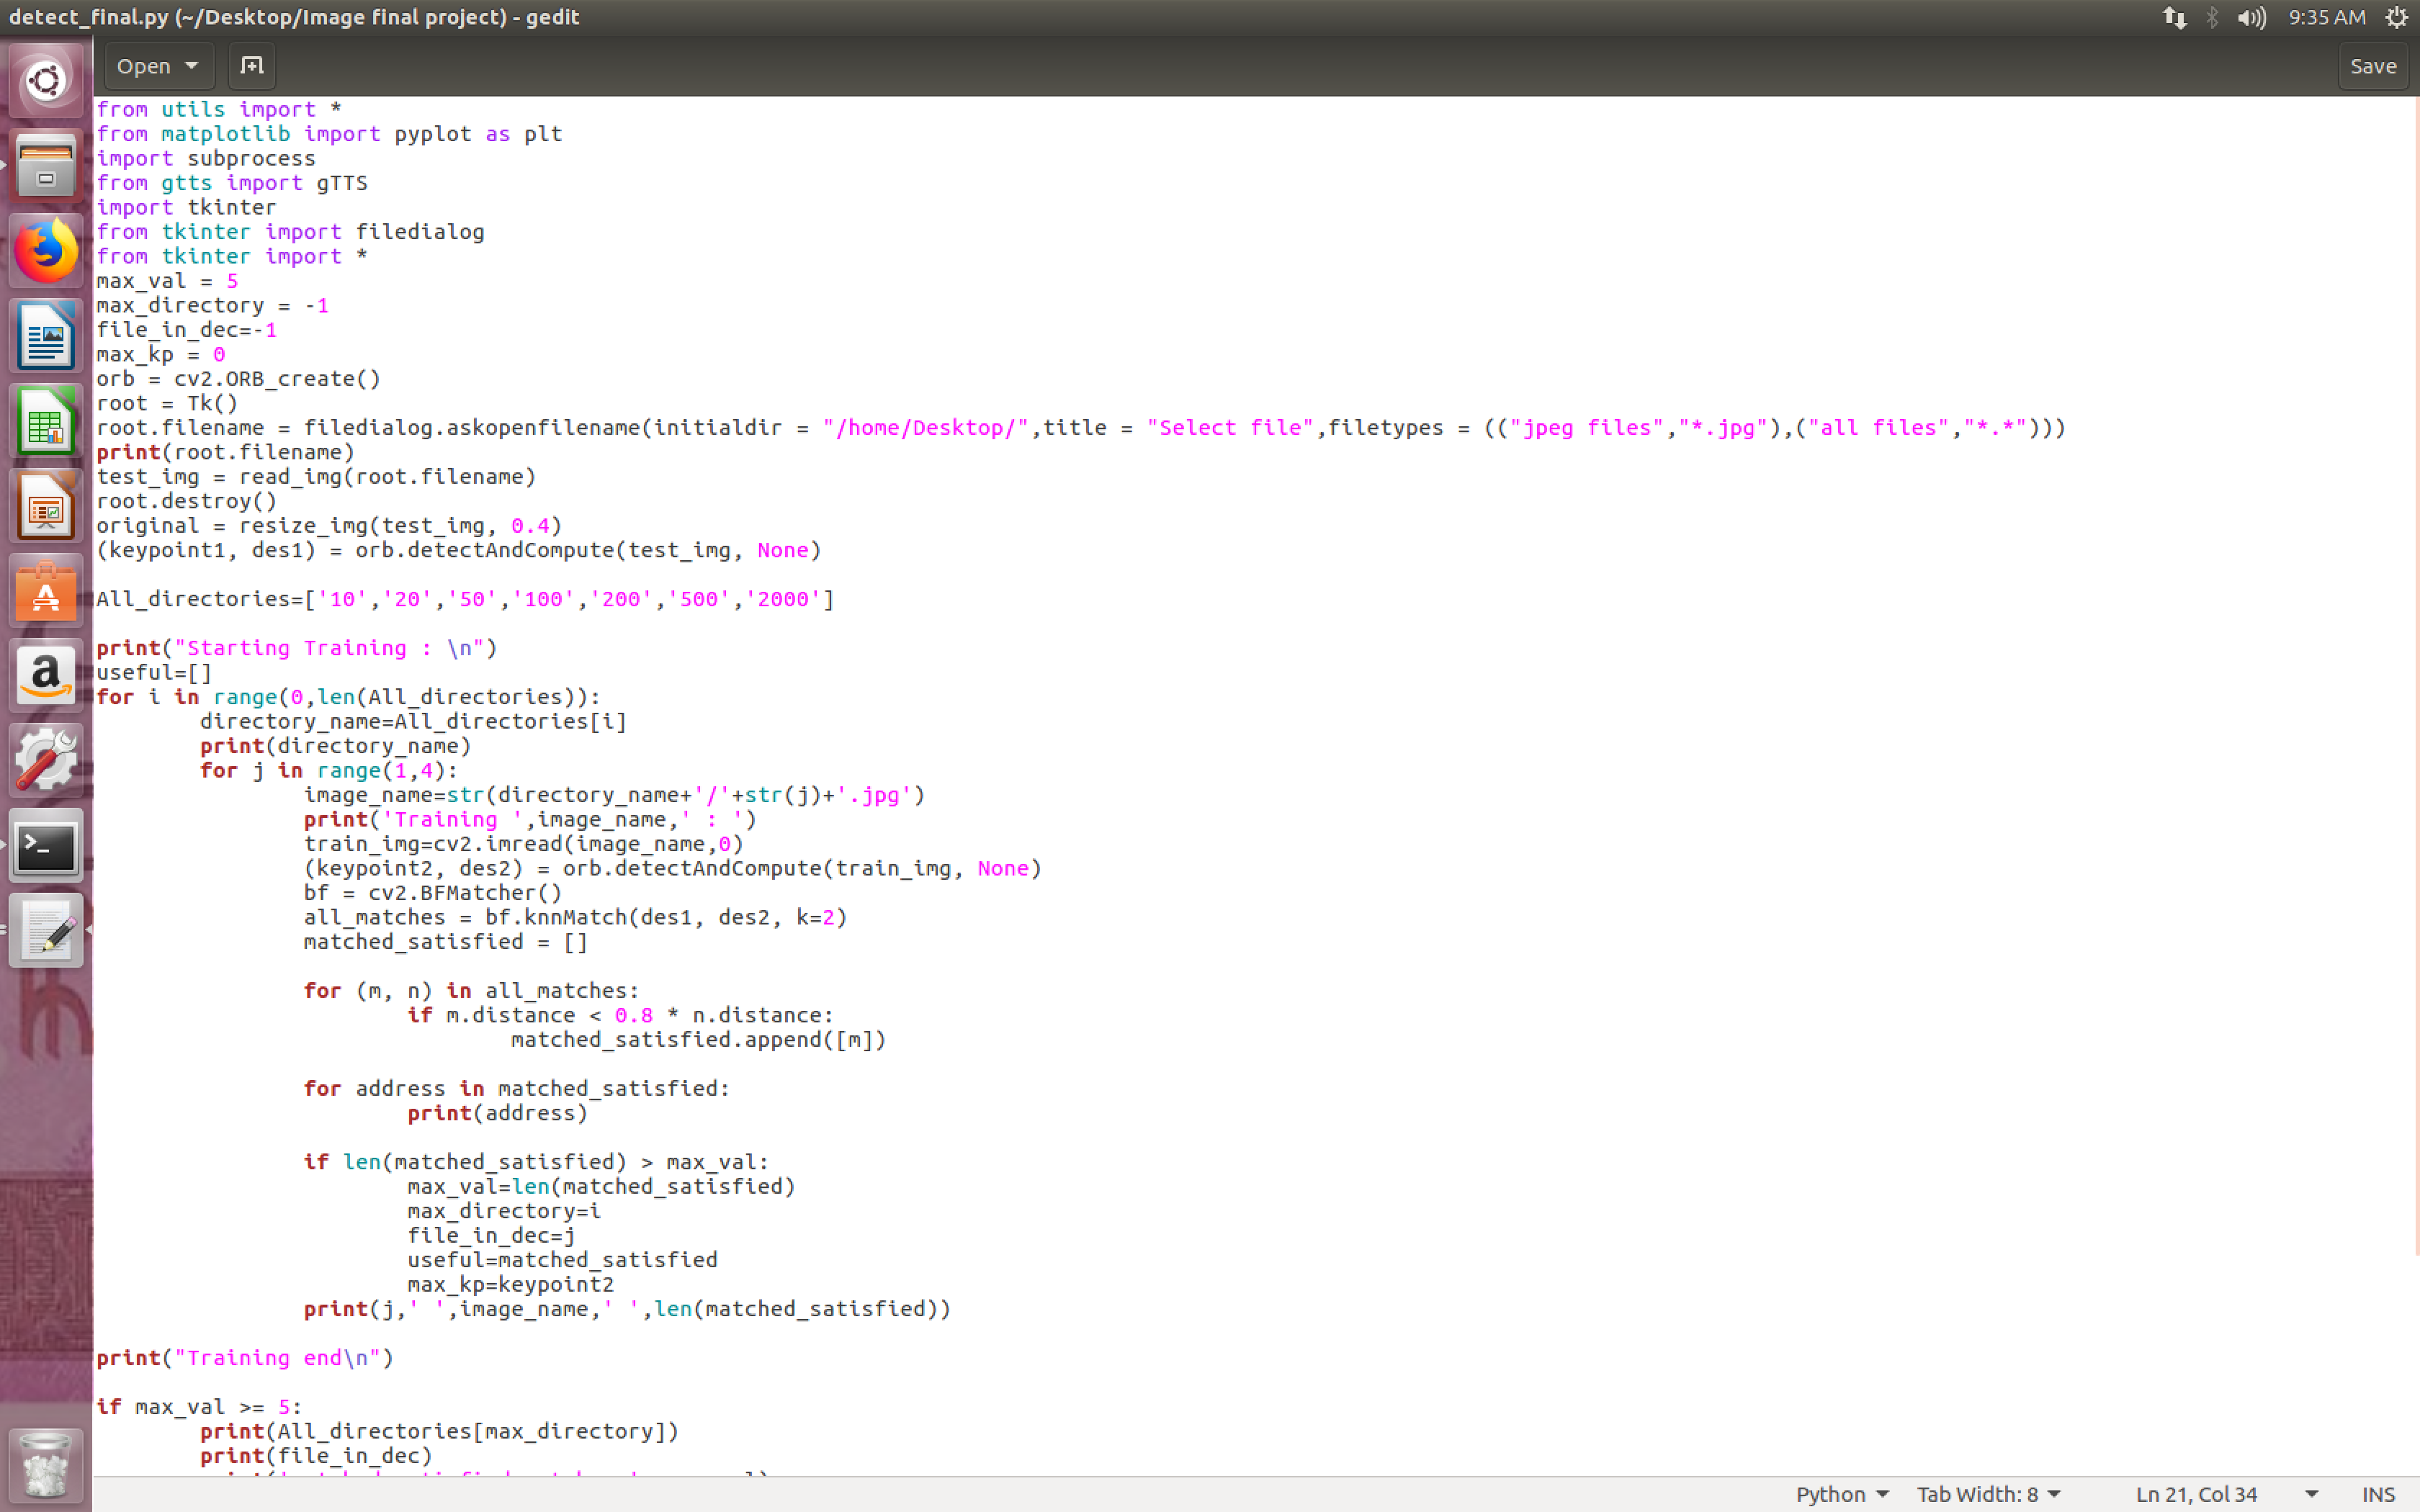 detect_final.py (~/Desktop/Image final project) - gedit
9:35 AM
Open
Save
from utils import *
from matplotlib import pyplot as plt
import subprocess
from gtts import gTTS
import tkinter
from tkinter import filedialog
from tkinter import *
max_val = 5
max_directory = -1
file_in_dec=-1
max_kp = 0
orb = cv2.ORB_create()
root = Tk()
root.filename = filedialog.askopenfilename(initialdir = "/home/Desktop/",title = "Select file",filetypes = (("jpeg files","*.jpg"),("all files","*.*")))
print(root.filename)
test_img = read_img(root.filename)
root.destroy()
original = resize_img(test_img, 0.4)
(keypoint1, des1) = orb.detectAndCompute(test_img, None)
All_directories=['10','20','50','100','200','500','2000']
print("Starting Training : \n")
useful=[]
for i in range(0,len(All_directories)):
directory_name=All_directories[i]
print(directory_name)
for j in range(1,4):
image_name=str(directory_name+'/'+str(j)+'.jpg')
print('Training ',image_name,' : ')
train_img=cv2.imread(image_name,0)
(keypoint2, des2) = orb.detectAndCompute(train_img, None)
bf = cv2.BFMatcher()
all_matches = bf.knnMatch(des1, des2, k=2)
matched_satisfied = []
for (m, n) in all_matches:
if m.distance < 0.8 * n.distance:
matched_satisfied.append([m])
for address in matched_satisfied:
print(address)
if len(matched_satisfied) > max_val:
max_val=len(matched_satisfied)
max_directory=i
file_in_dec=j
useful=matched_satisfied
max_kp=keypoint2
print(j,' ',image_name,' ',len(matched_satisfied))
print("Training end\n")
if max_val >= 5:
print(All_directories[max_directory])
print(file_in_dec)
Python
Tab Width: 8
Ln 21, Col 34
INS